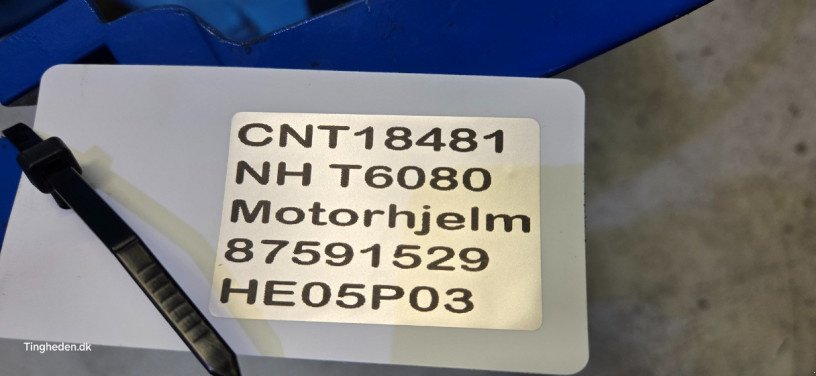 CNT18481
NH T6080
Motorhjelm
87591529
HE05P03
Tingheden.dk